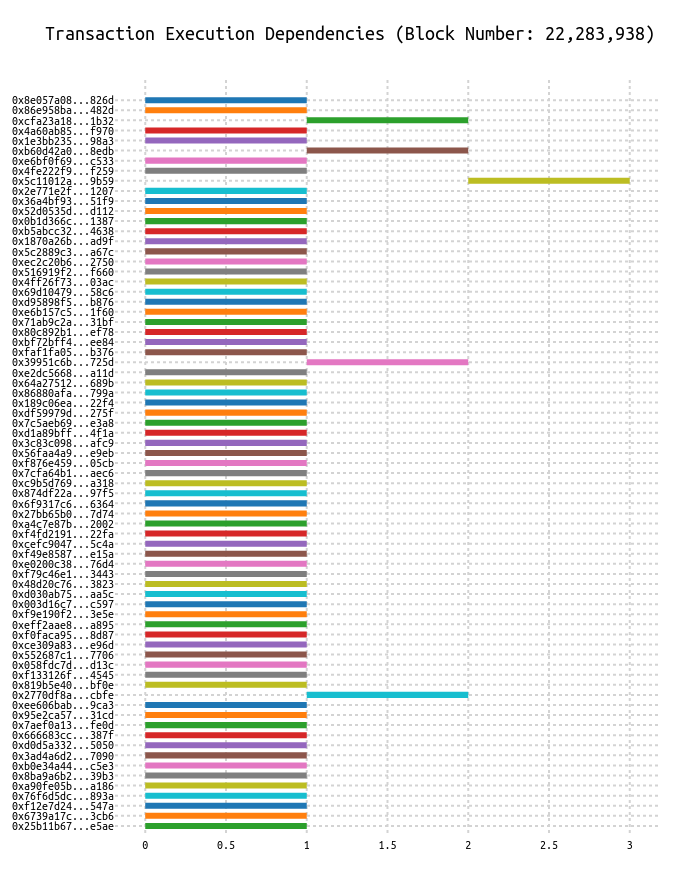 Transaction Execution Dependencies (Block Number: 22,283,938)
0x8e057a08...826d
0x86e958ba...482d
0xcfa23a18...1b32
0x4a60ab85...f970
0x1e3bb235...98a3
0xb60d42a0...8edb
0xe6bf0f69...c533
0x4fe222f9...f259
0x5c11012a...9b59
0x2e771e2f...1207
0x36a4bf93...51f9
0x52d0535d...d112
0x0b1d366c...1387
0xb5abcc32...4638
0x1870a26b...ad9f
0x5c2889c3...a67c
0xec2c20b6...2750
0x516919f2...f660
0x4ff26f73...03ac
0x69d10479...58c6
0xd95898f5...b876
0xe6b157c5...1f60
0x71ab9c2a...31bf
0x80c892b1...ef78
0xbf72bff4...ee84
0xfaf1fa05...b376
0x39951c6b...725d
0xe2dc5668...a11d
0x64a27512...689b
0x86880afa...799a
0x189c06ea...22f4
0xdf59979d...275f
0x7c5aeb69...e3a8
0xd1a89bff...4f1a
0x3c83c098...afc9
0x56faa4a9...e9eb
0xf876e459...05cb
0x7cfa64b1...aec6
0xc9b5d769...a318
0x874df22a...97f5
0x6f9317c6...6364
0x27bb65b0...7d74
0xa4c7e87b...2002
0xf4fd2191...22fa
0xcefc9047...5c4a
0xf49e8587...e15a
0xe0200c38...76d4
0xf79c46e1...3443
0x48d20c76...3823
0xd030ab75...aa5c
0x003d16c7...c597
0xf9e190f2...3e5e
0xeff2aae8...a895
0xf0faca95...8d87
0xce309a83...e96d
0x552687c1...7706
0x058fdc7d...d13c
0xf133126f...4545
0x819b5e40...bf0e
0x2770df8a...cbfe
0xee606bab...9ca3
0x95e2ca57...31cd
0x7aef0a13...fe0d
0x666683cc...387f
0xd0d5a332...5050
0x3ad4a6d2...7090
0xb0e34a44...c5e3
0x8ba9a6b2...39b3
0xa90fe05b...a186
0x76f6d5dc...893a
0xf12e7d24...547a
0x6739a17c...3cb6
0x25b11b67...e5ae
0 0.5 1 1.5 2 2.5 3